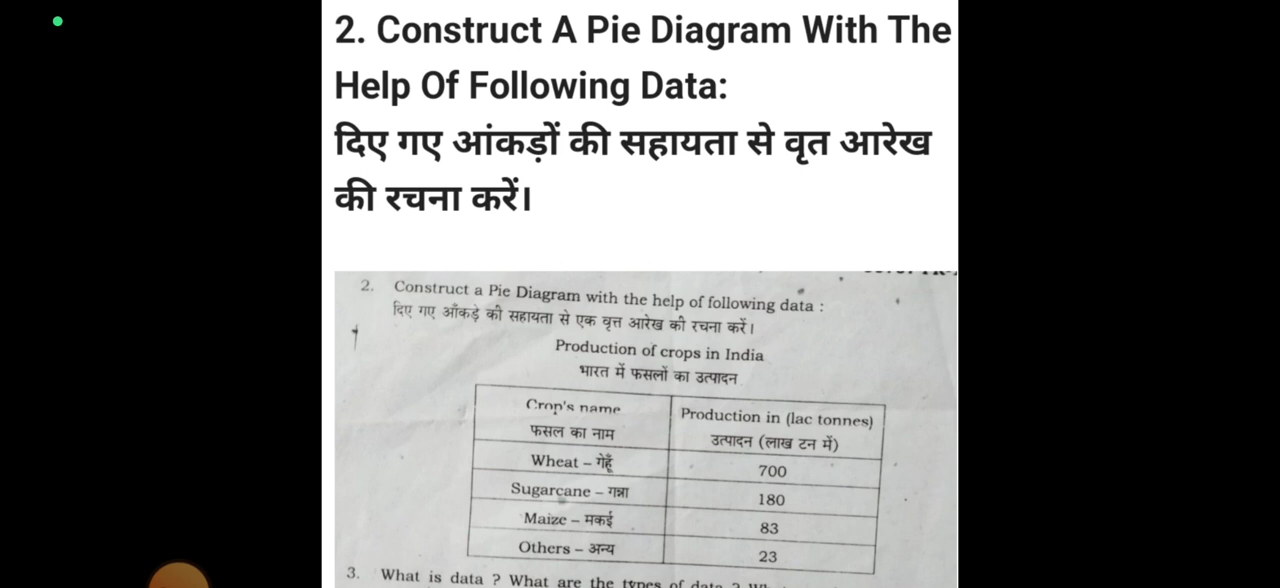 2. Construct A Pie Diagram With The
Help Of Following Data:
दिए गए आंकड़ों की सहायता से वृत आरेख
की रचना करें।
2. Construct a Pie Diagram with the help of following data :
दिए गए आँकड़े की सहायता से एक वृत्त आरेख की रचना करें।
Production of crops in India
भारत में फसलों का उत्पादन
Crop's name Production in (lac tonnes)
फसल का नाम उत्पादन (लाख टन में)
Wheat – गेहूँ 700
Sugarcane – गन्ना 180
Maize – मकई 83
Others – अन्य 23
3. What is data ? What are the types of data ?